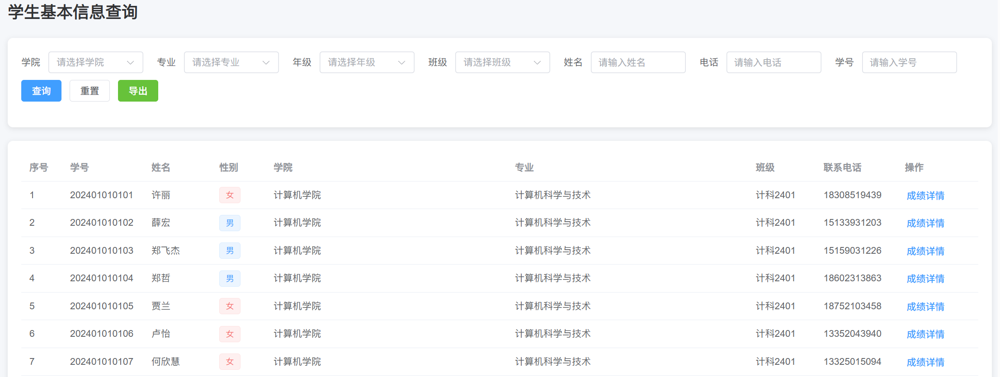 学生基本信息查询
学院 请选择学院 专业 请选择专业 年级 请选择年级 班级 请选择班级 姓名 请输入姓名 电话 请输入电话 学号 请输入学号
查询 重置 导出
序号 学号 姓名 性别 学院 专业 班级 联系电话 操作
1 202401010101 许丽 女 计算机学院 计算机科学与技术 计科2401 18308519439 成绩详情
2 202401010102 薛宏 男 计算机学院 计算机科学与技术 计科2401 15133931203 成绩详情
3 202401010103 郑飞杰 男 计算机学院 计算机科学与技术 计科2401 15159031226 成绩详情
4 202401010104 郑哲 男 计算机学院 计算机科学与技术 计科2401 18602313863 成绩详情
5 202401010105 贾兰 女 计算机学院 计算机科学与技术 计科2401 18752103458 成绩详情
6 202401010106 卢怡 女 计算机学院 计算机科学与技术 计科2401 13352043940 成绩详情
7 202401010107 何欣慧 女 计算机学院 计算机科学与技术 计科2401 13325015094 成绩详情